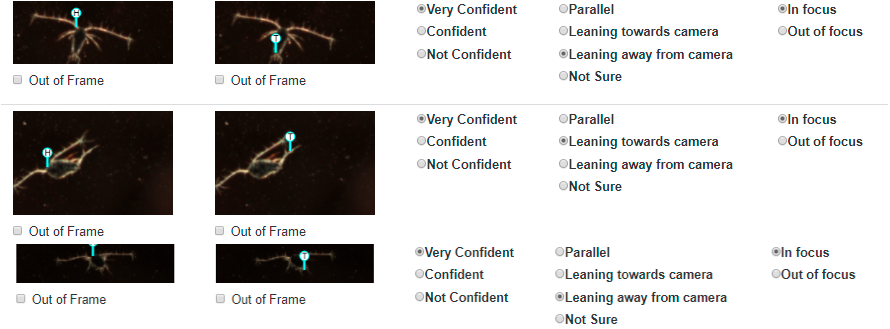 H T Very Confident Parallel In focus
Confident Leaning towards camera Out of focus
Not Confident Leaning away from camera
Out of Frame Out of Frame Not Sure
Very Confident Parallel In focus
H T Confident Leaning towards camera Out of focus
Not Confident Leaning away from camera
Not Sure
Out of Frame Out of Frame
Very Confident Parallel In focus
T Confident Leaning towards camera Out of focus
Out of Frame Out of Frame Not Confident Leaning away from camera
Not Sure